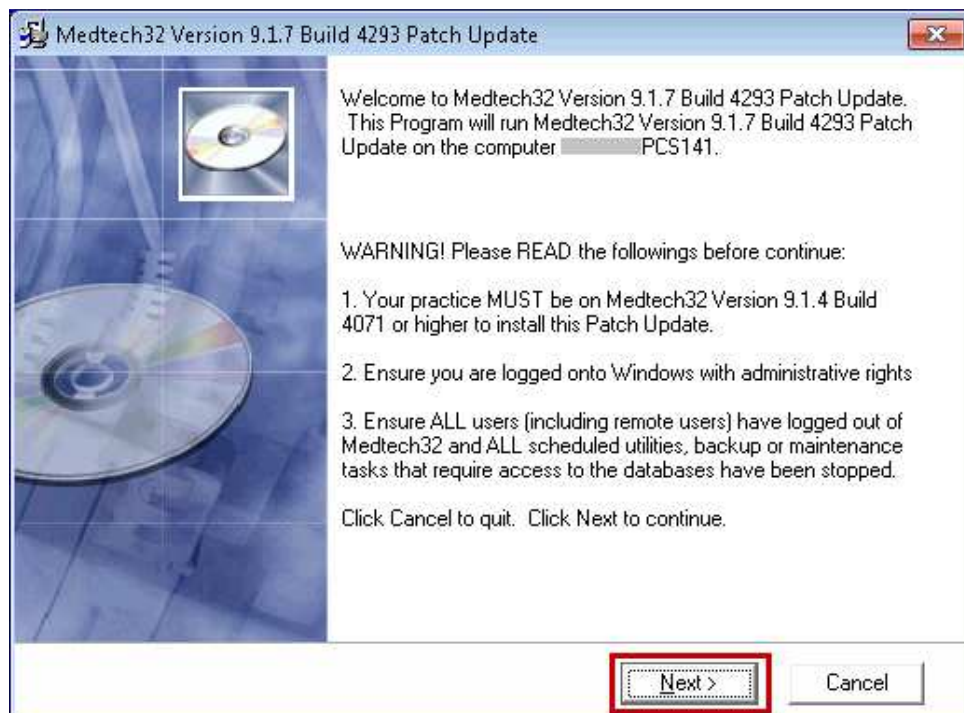 Medtech32 Version 9.1.7 Build 4293 Patch Update
Welcome to Medtech32 Version 9.1.7 Build 4293 Patch Update.
This Program will run Medtech32 Version 9.1.7 Build 4293 Patch
Update on the computer PCS141.
WARNING! Please READ the followings before continue:
1. Your practice MUST be on Medtech32 Version 9.1.4 Build
4071 or higher to install this Patch Update.
2. Ensure you are logged onto Windows with administrative rights
3. Ensure ALL users (including remote users) have logged out of
Medtech32 and ALL scheduled utilities, backup or maintenance
tasks that require access to the databases have been stopped.
Click Cancel to quit. Click Next to continue.
Next >
Cancel